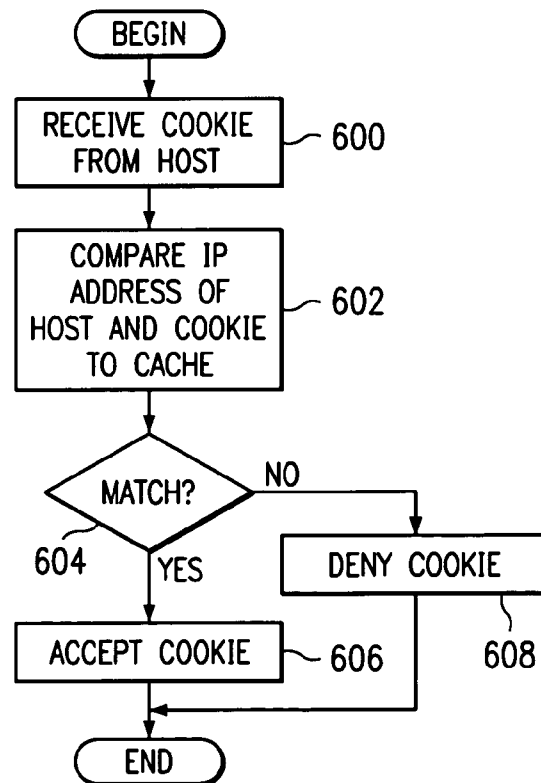 BEGIN
RECEIVE COOKIE
FROM HOST
600
COMPARE IP
ADDRESS OF
HOST AND COOKIE
TO CACHE
602
MATCH?
NO
604
YES
DENY COOKIE
608
ACCEPT COOKIE
606
END